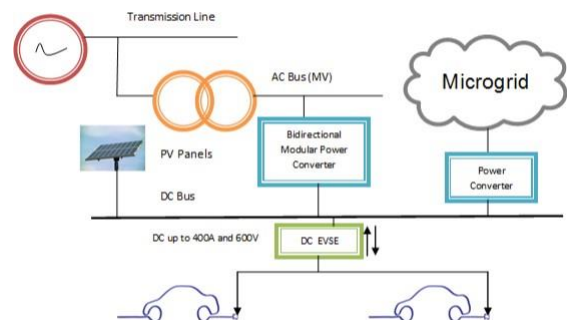 Transmission Line
AC Bus (MV)
Microgrid
Bidirectional
Modular Power
Converter
PV Panels
Power
Converter
DC Bus
DC up to 400A and 600V
DC EVSE